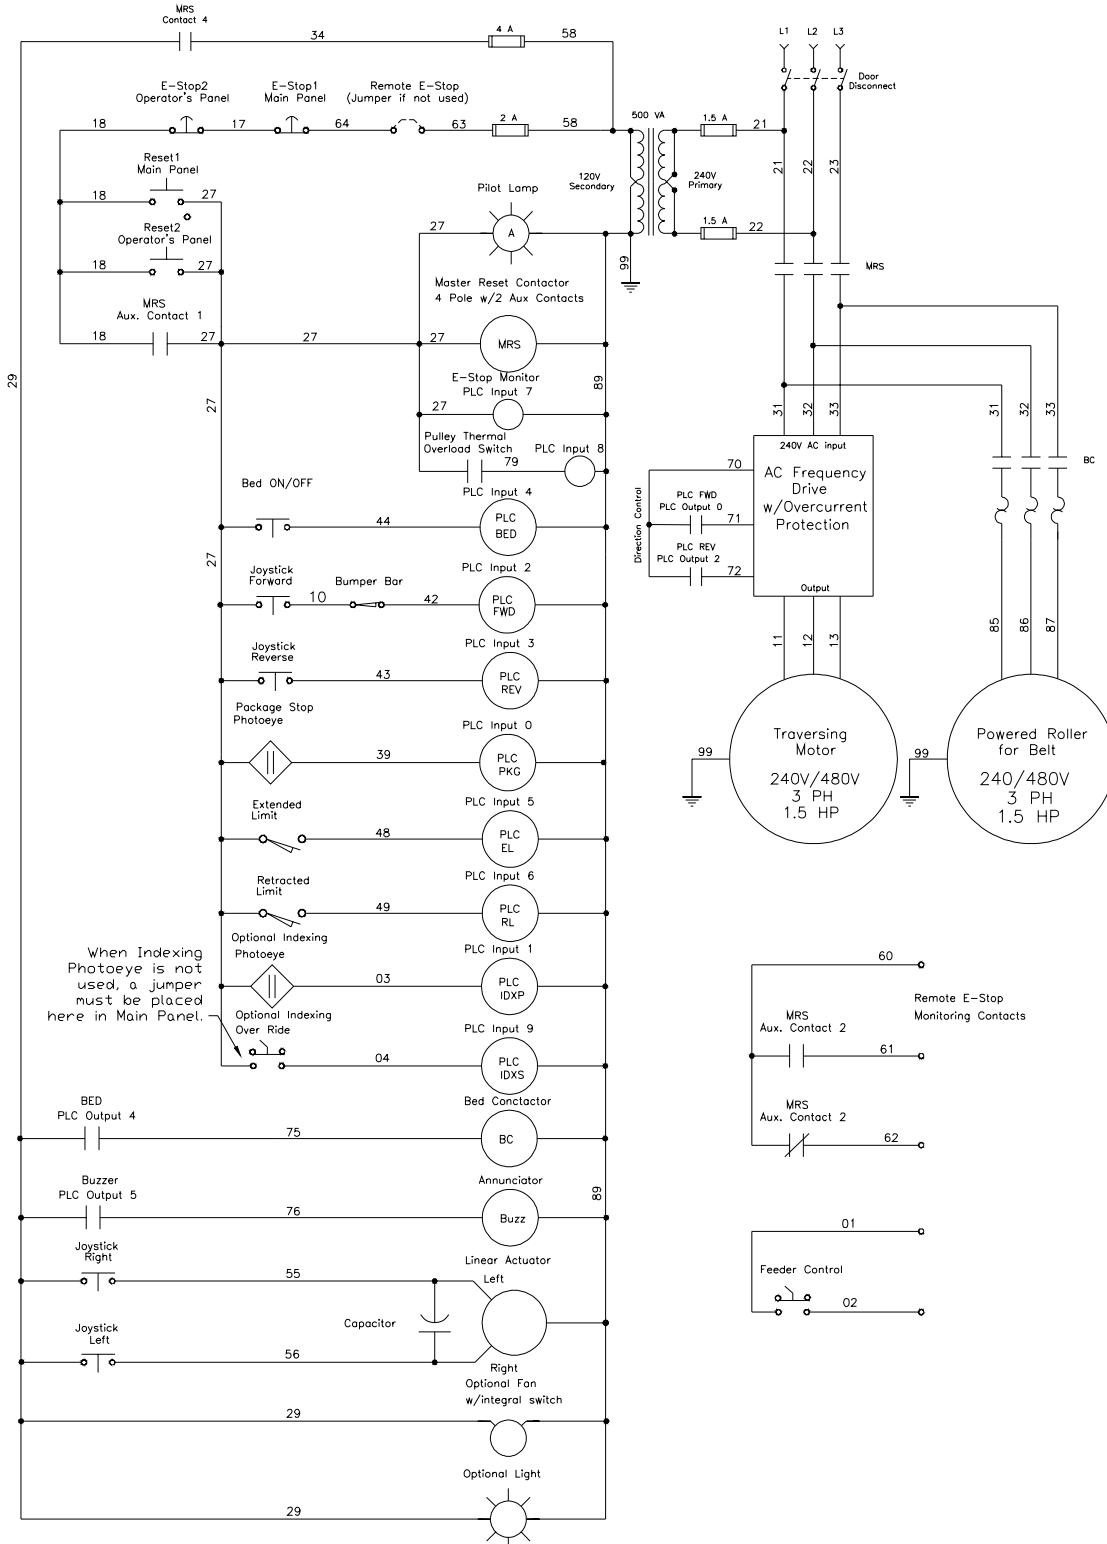 MRS
Contact 4
34
4 A
58
L1
L2
L3
Door
Disconnect
E-Stop2
Operator's Panel
E-Stop1
Main Panel
Remote E-Stop
(Jumper if not used)
18
17
64
63
2 A
58
500 VA
1.5 A
21
21
22
23
120V
Secondary
240V
Primary
1.5 A
22
99
MRS
Reset1
Main Panel
18
27
Reset2
Operator's Panel
18
27
MRS
Aux. Contact 1
18
27
27
Pilot Lamp
27
A
Master Reset Contactor
4 Pole w/2 Aux Contacts
27
MRS
E-Stop Monitor
PLC Input 7
27
89
29
27
Pulley Thermal
Overload Switch
79
PLC Input 8
31
32
33
31
32
33
BC
240V AC input
AC Frequency
Drive
w/Overcurrent
Protection
Output
70
PLC FWD
PLC Output 0
71
PLC REV
PLC Output 2
72
Direction Control
11
12
13
85
86
87
Bed ON/OFF
44
PLC Input 4
PLC
BED
27
Joystick
Forward
10
Bumper Bar
42
PLC Input 2
PLC
FWD
Joystick
Reverse
43
PLC Input 3
PLC
REV
Package Stop
Photoeye
39
PLC Input 0
PLC
PKG
Extended
Limit
48
PLC Input 5
PLC
EL
Retracted
Limit
49
PLC Input 6
PLC
RL
Optional Indexing
Photoeye
03
PLC Input 1
PLC
IDXP
When Indexing
Photoeye is not
used, a jumper
must be placed
here in Main Panel.
Optional Indexing
Over Ride
04
PLC Input 9
PLC
IDXS
99
Traversing
Motor
240V/480V
3 PH
1.5 HP
99
Powered Roller
for Belt
240/480V
3 PH
1.5 HP
60
Remote E-Stop
Monitoring Contacts
MRS
Aux. Contact 2
61
MRS
Aux. Contact 2
62
BED
PLC Output 4
75
Bed Conctactor
BC
Buzzer
PLC Output 5
76
Annunciator
Buzz
89
01
Feeder Control
02
Joystick
Right
55
Linear Actuator
Left
Capacitor
Joystick
Left
56
Right
Optional Fan
w/integral switch
29
Optional Light
29